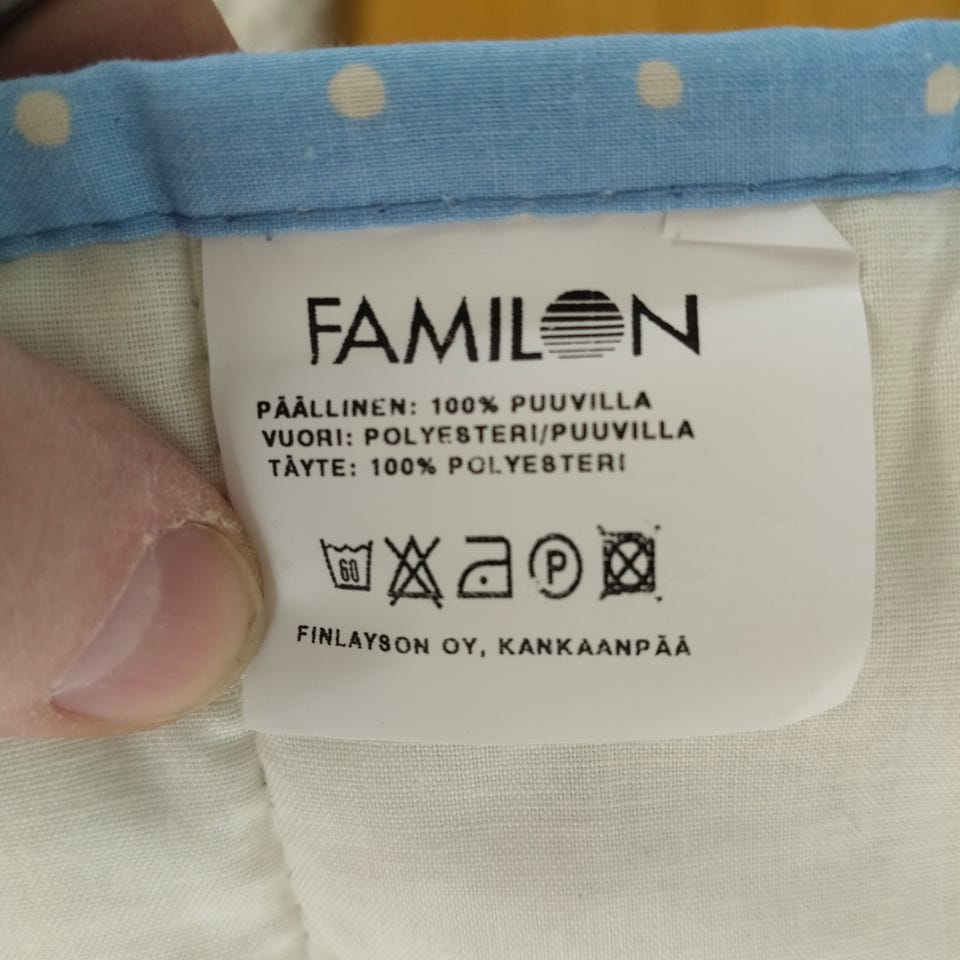 FAMILON
PÄÄLLINEN: 100% PUUVILLA
VUORI: POLYESTERI/PUUVILLA
TÄYTE: 100% POLYESTERI
60 P
FINLAYSON OY, KANKAANPÄÄ